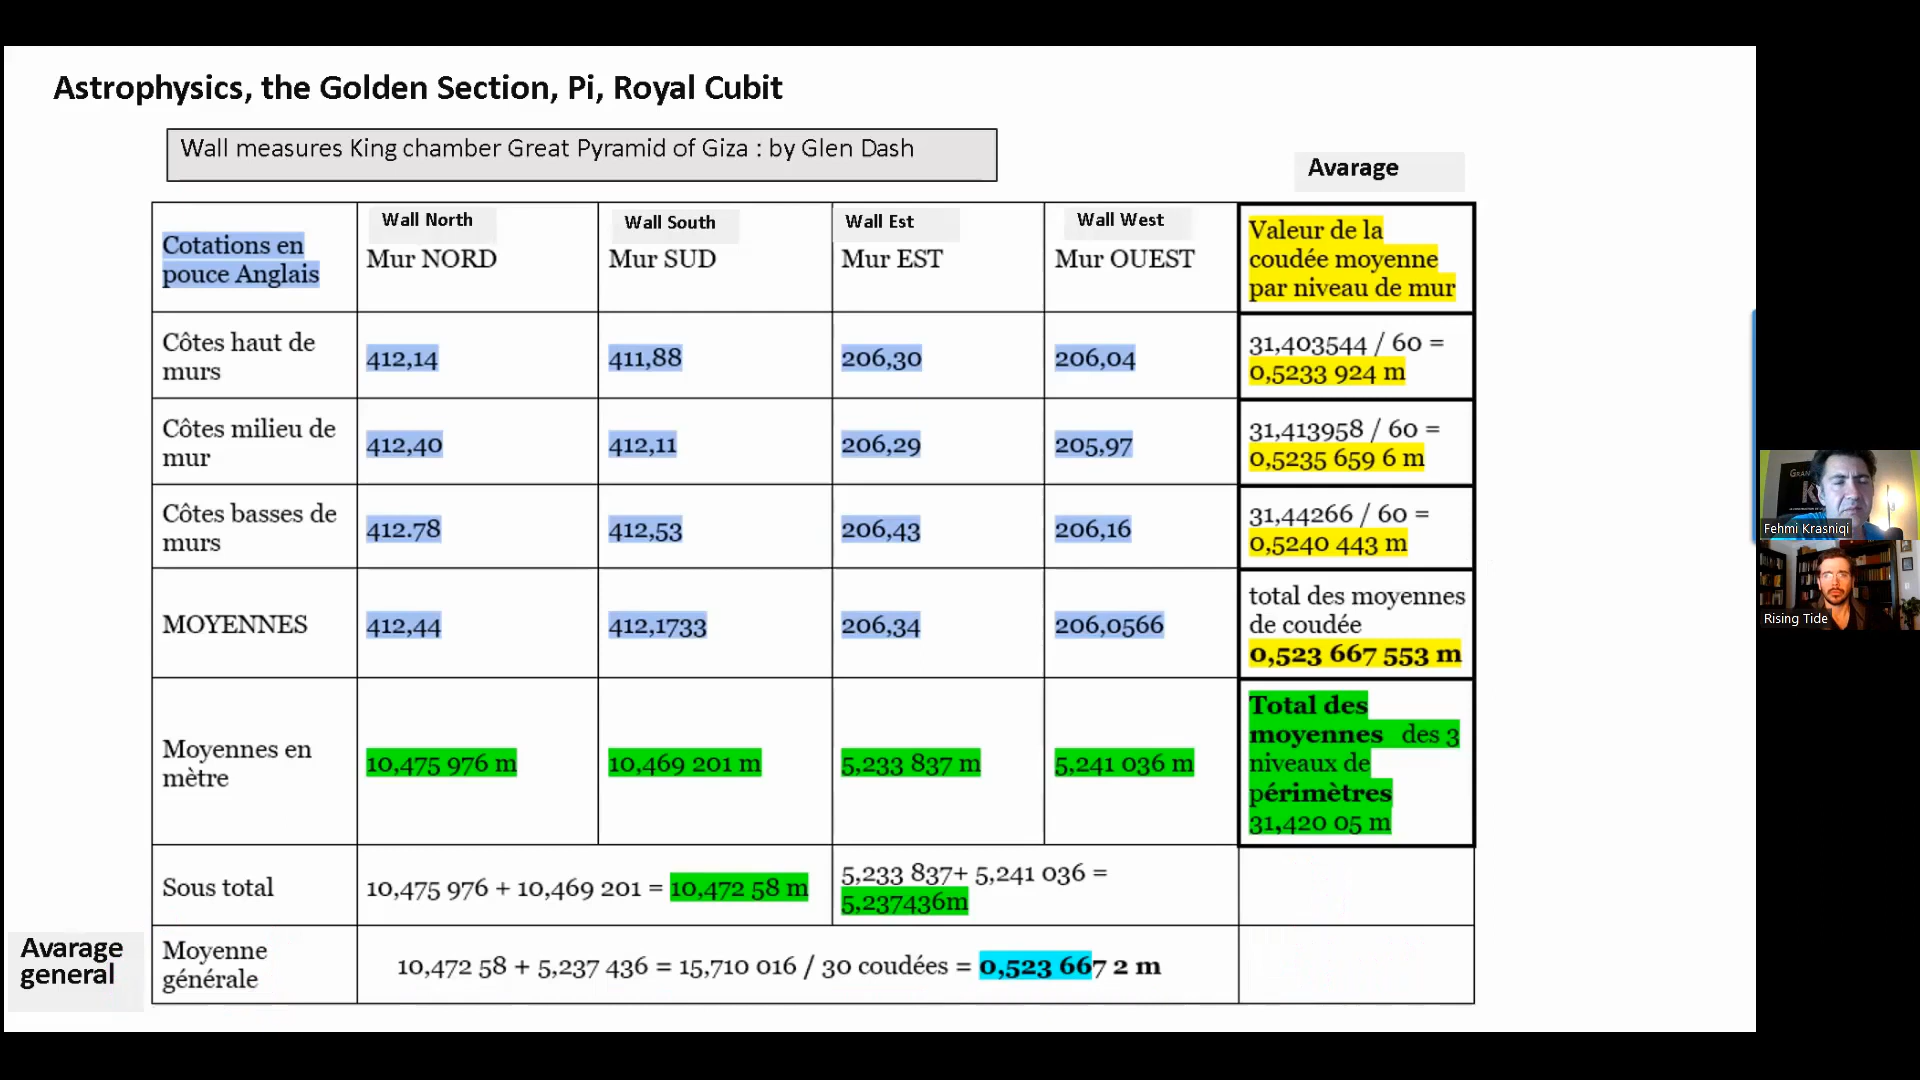 Astrophysics, the Golden Section, Pi, Royal Cubit
Wall measures King chamber Great Pyramid of Giza : by Glen Dash
Avarage
Cotations en
pouce Anglais
Wall North
Mur NORD
Wall South
Mur SUD
Wall Est
Mur EST
Wall West
Mur OUEST
Valeur de la
coudée moyenne
par niveau de mur
Côtes haut de
murs
412,14
411,88
206,30
206,04
31,403544 / 60 =
0,5233 924 m
Côtes milieu de
mur
412,40
412,11
206,29
205,97
31,413958 / 60 =
0,5235 659 6 m
Côtes basses de
murs
412.78
412,53
206,43
206,16
31,44266 / 60 =
0,5240 443 m
MOYENNES
412,44
412,1733
206,34
206,0566
total des moyennes
de coudée
0,523 667 553 m
Moyennes en
mètre
10,475 976 m
10,469 201 m
5,233 837 m
5,241 036 m
Total des
moyennes des 3
niveaux de
périmètres
31,420 05 m
Sous total
10,475 976 + 10,469 201 = 10,472 58 m
5,233 837+ 5,241 036 =
5,237436m
Avarage
general
Moyenne
générale
10,472 58 + 5,237 436 = 15,710 016 / 30 coudées = 0,523 667 2 m
Fehmi Krasniqi
Rising Tide